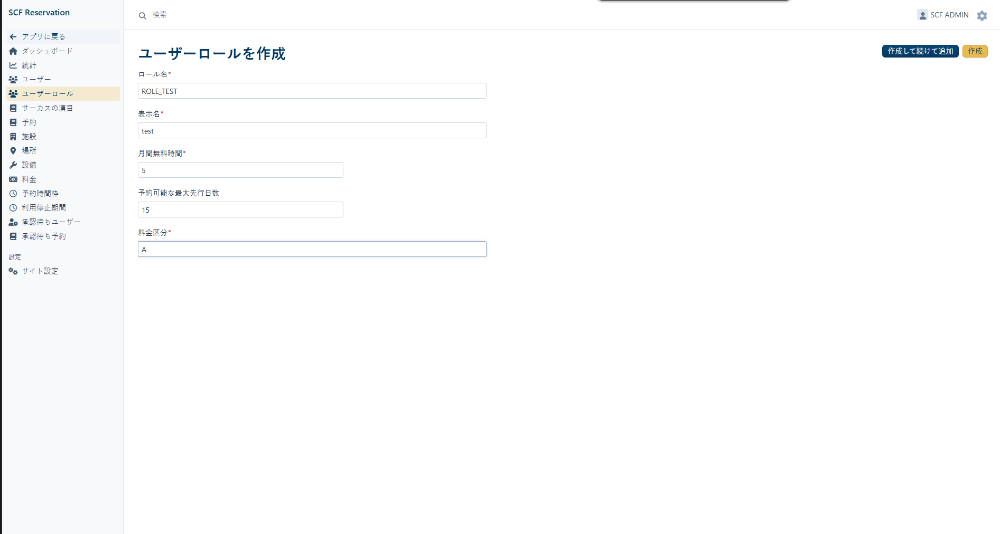 SCF Reservation
アプリに戻る
ダッシュボード
統計
ユーザー
ユーザーロール
サーカスの演目
予約
施設
場所
設備
料金
予約時間枠
利用停止期間
承認待ちユーザー
承認待ち予約
設定
サイト設定
検索
SCF ADMIN
ユーザーロールを作成
作成して続けて追加
作成
ロール名*
ROLE_TEST
表示名*
test
月間無料時間*
5
予約可能な最大先行日数
15
料金区分*
A